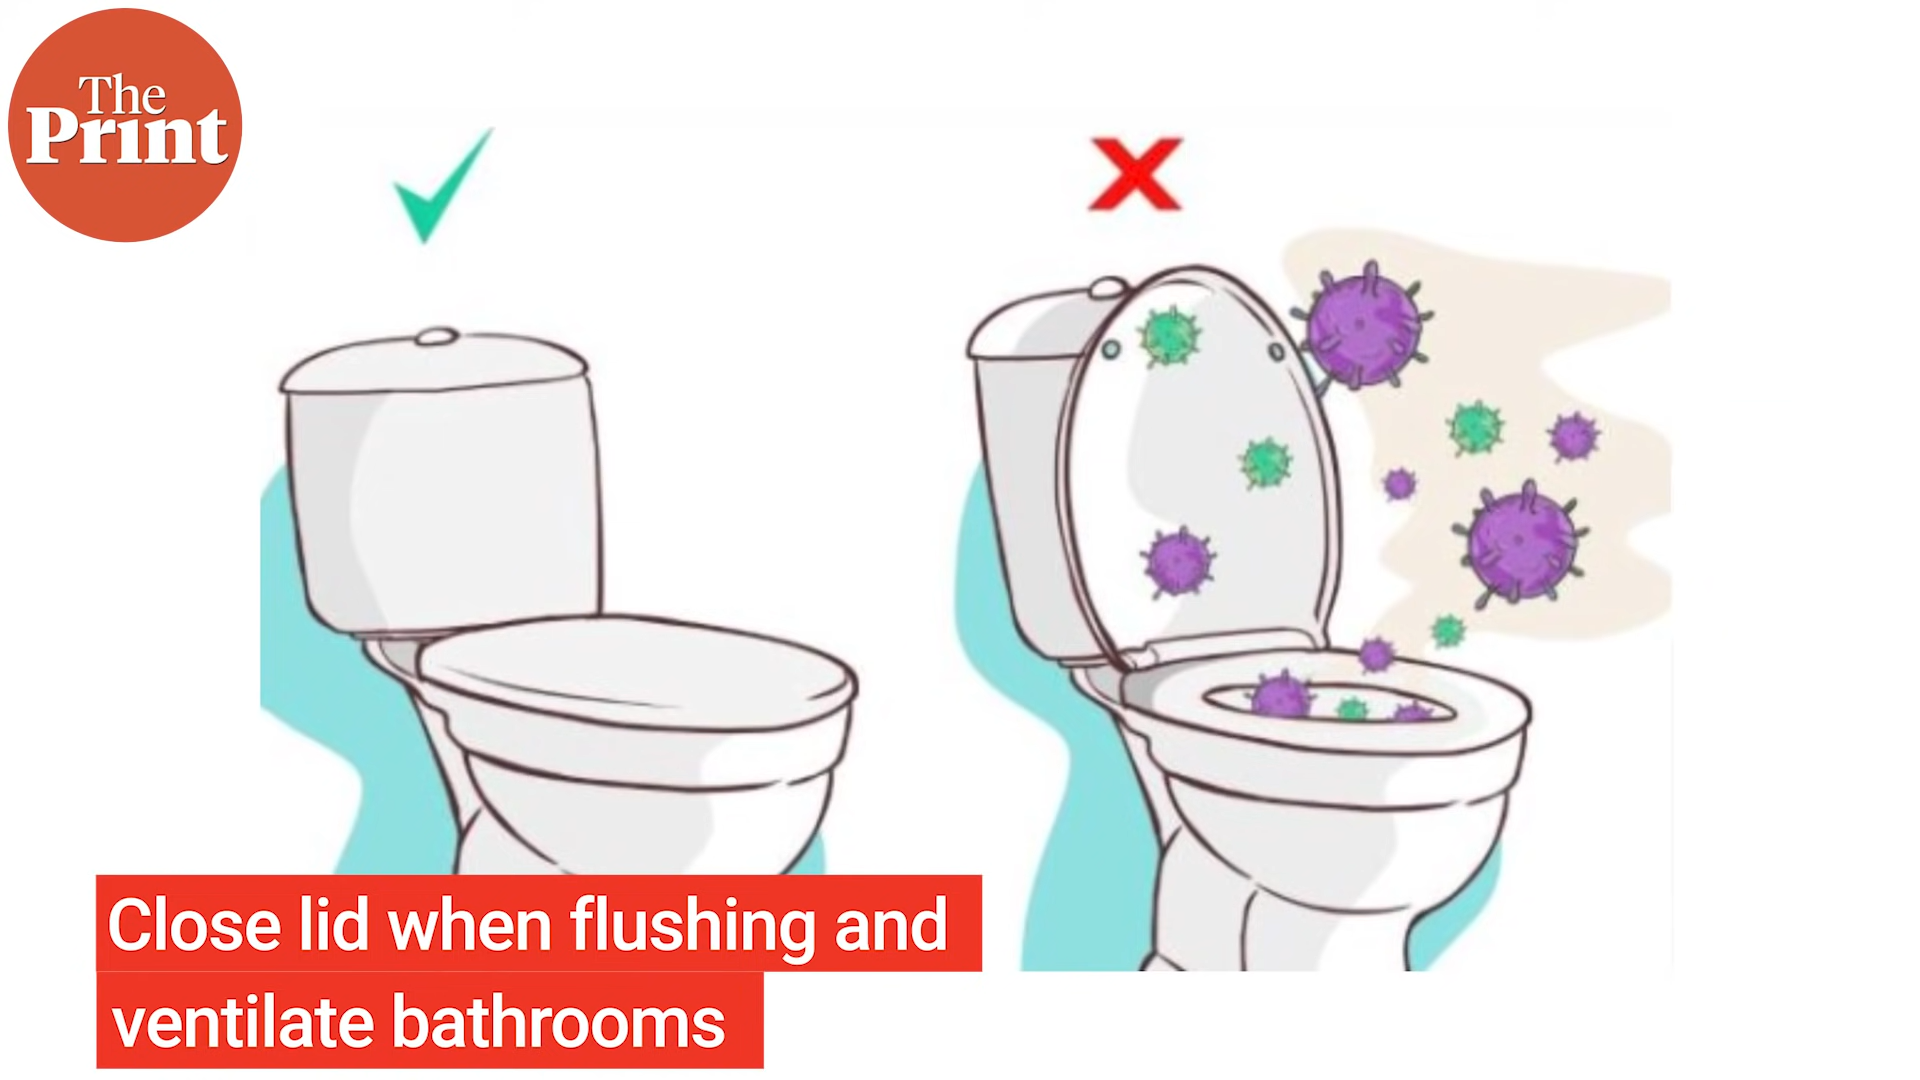 The
Print
Close lid when flushing and
ventilate bathrooms